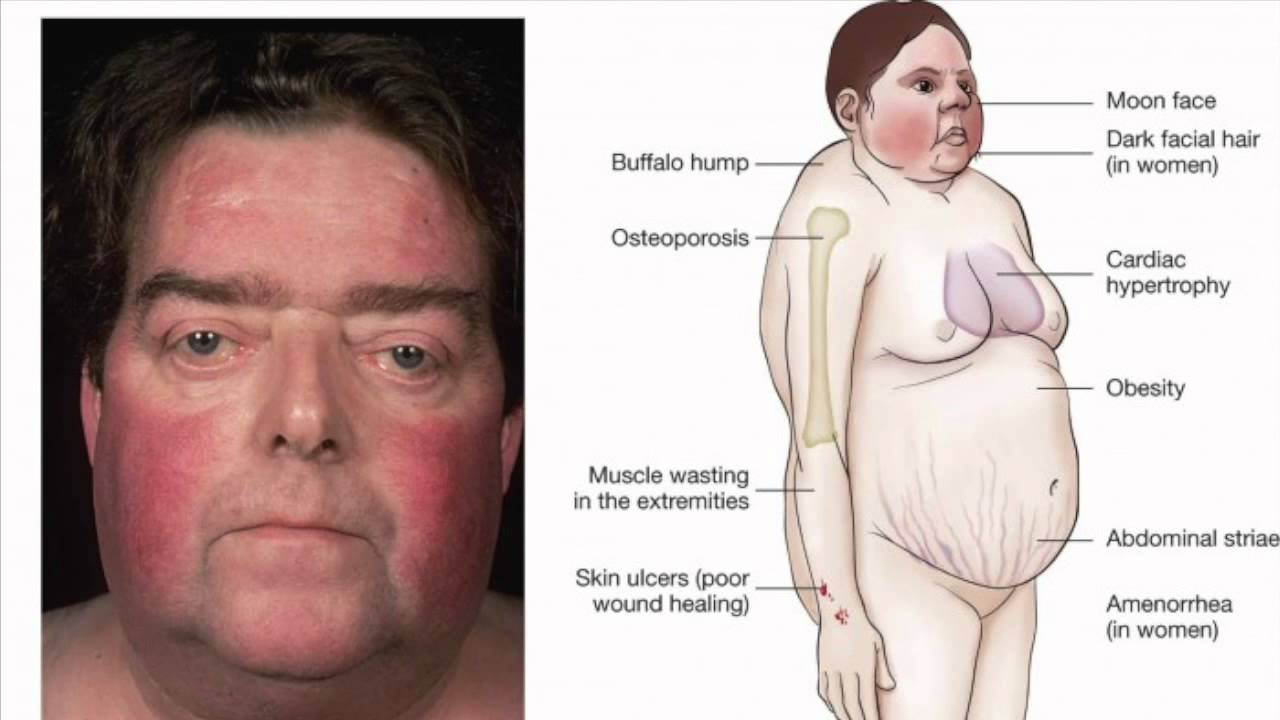 Moon face
Dark facial hair
(in women)
Buffalo hump
Osteoporosis
Cardiac
hypertrophy
Obesity
Muscle wasting
in the extremities
Abdominal striae
Skin ulcers (poor
wound healing)
Amenorrhea
(in women)